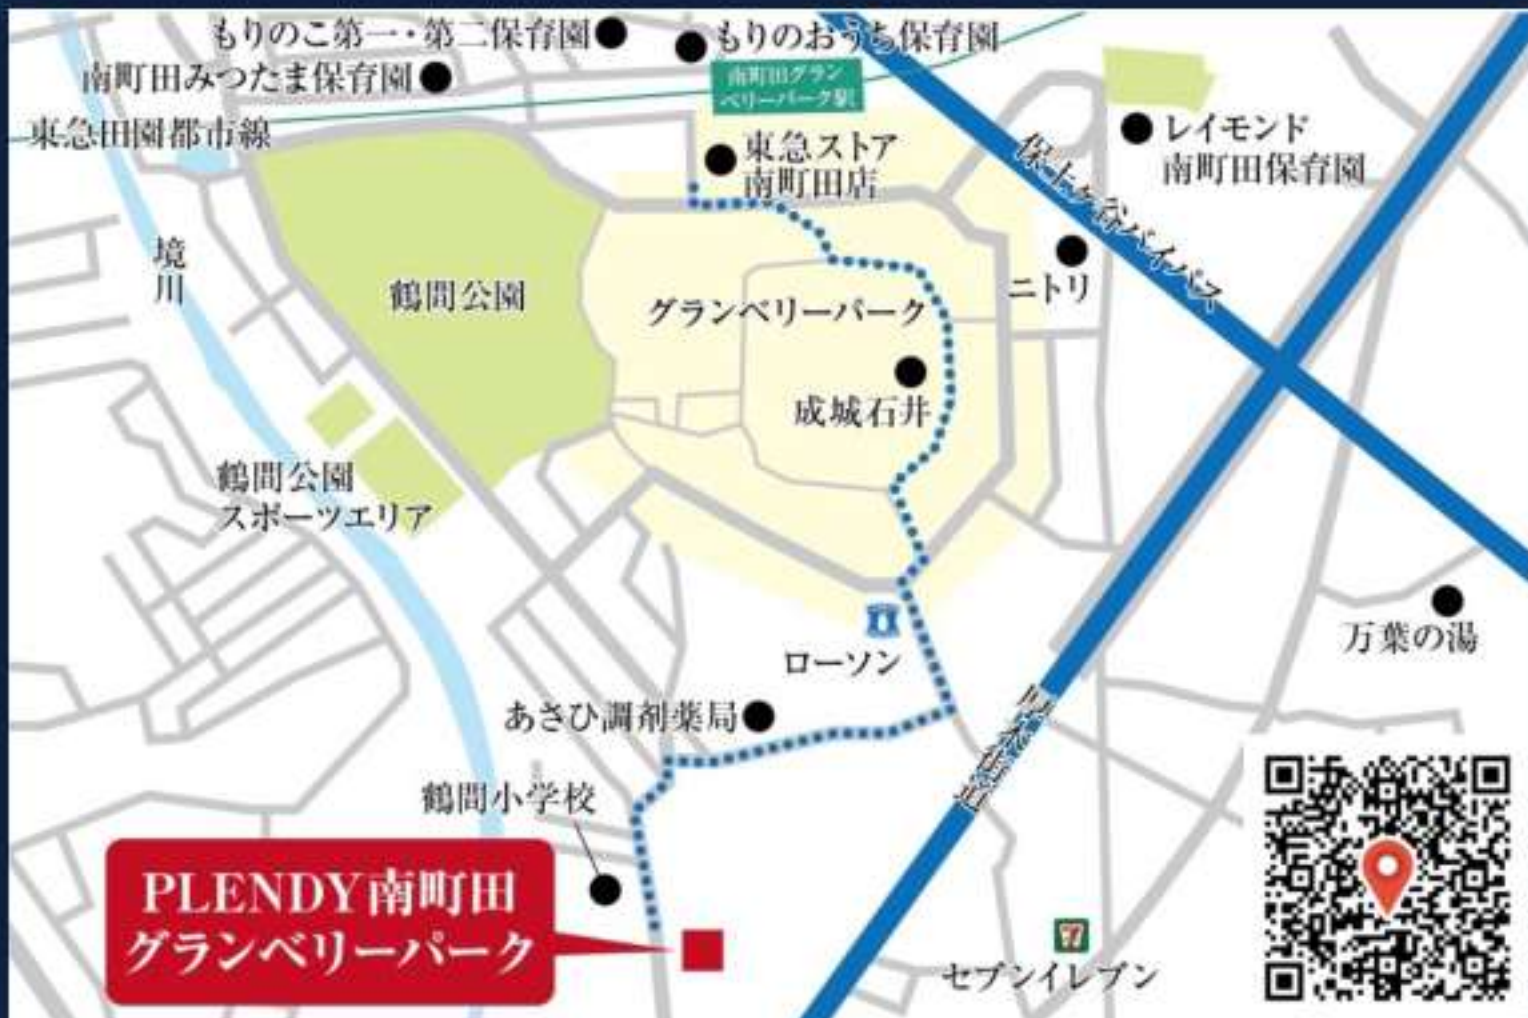 もりのこ第一・第二保育園
もりのおうち保育園
南町田みつたま保育園
南町田グラン
ベリーパーク駅
東急田園都市線
東急ストア
南町田店
レイモンド
南町田保育園
保土ヶ谷バイパス
境川
鶴間公園
グランベリーパーク
ニトリ
成城石井
鶴間公園
スポーツエリア
万葉の湯
ローソン
厚木街道
あさひ調剤薬局
鶴間小学校
PLENDY南町田
グランベリーパーク
7
セブンイレブン